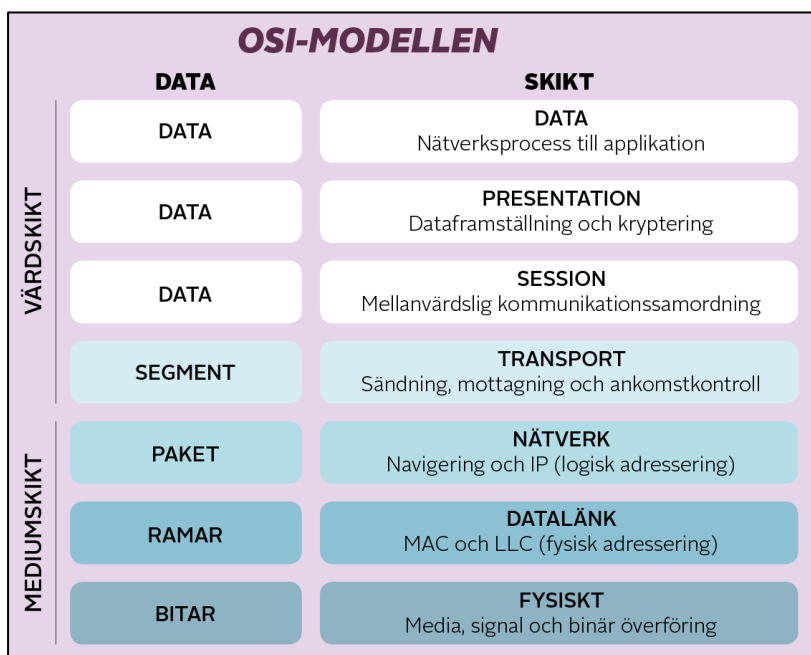 OSI-MODELLEN
DATA
SKIKT
VÄRDSKIKT
DATA
DATA
Nätverksprocess till applikation
DATA
PRESENTATION
Dataframställning och kryptering
DATA
SESSION
Mellanvärdslig kommunikationssamordning
SEGMENT
TRANSPORT
Sändning, mottagning och ankomstkontroll
MEDIUMSKIKT
PAKET
NÄTVERK
Navigering och IP (logisk adressering)
RAMAR
DATALÄNK
MAC och LLC (fysisk adressering)
BITAR
FYSISKT
Media, signal och binär överföring